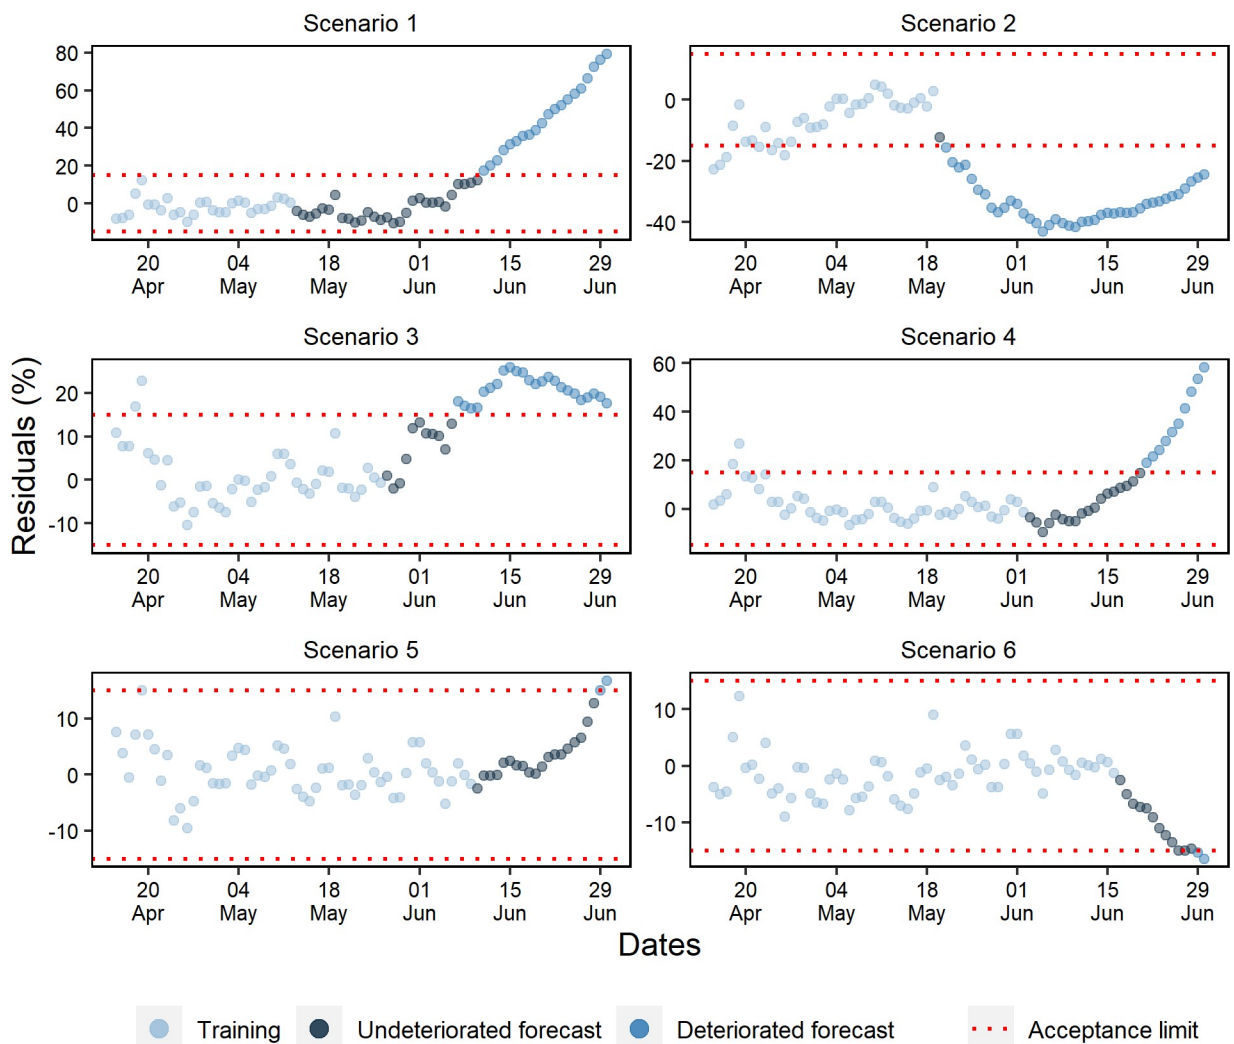 Scenario 1
Scenario 2
80
60
40
20
0
0
-20
-40
20 04 18 01 15 29
Apr May May Jun Jun Jun
20 04 18 01 15 29
Apr May May Jun Jun Jun
Scenario 3
Scenario 4
Residuals (%)
20
10
0
-10
60
40
20
0
20 04 18 01 15 29
Apr May May Jun Jun Jun
20 04 18 01 15 29
Apr May May Jun Jun Jun
Scenario 5
Scenario 6
10
0
-10
10
0
-10
20 04 18 01 15 29
Apr May May Jun Jun Jun
20 04 18 01 15 29
Apr May May Jun Jun Jun
Dates
Training Undeteriorated forecast Deteriorated forecast Acceptance limit